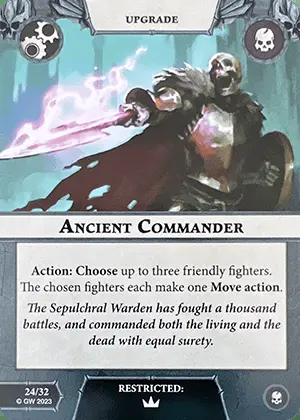 UPGRADE
ANCIENT COMMANDER
Action: Choose up to three friendly fighters.
The chosen fighters each make one Move action.
The Sepulchral Warden has fought a thousand
battles, and commanded both the living and the
dead with equal surety.
24/32
© GW 2023
RESTRICTED: